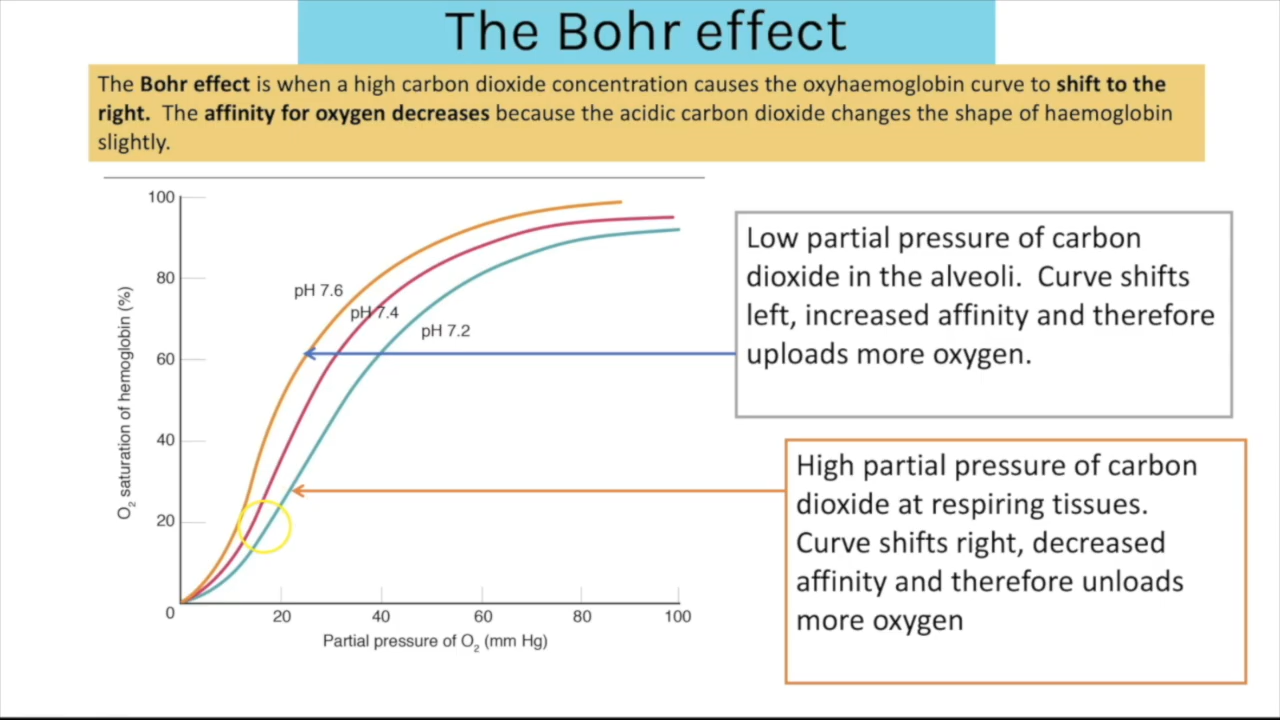 The Bohr effect
The Bohr effect is when a high carbon dioxide concentration causes the oxyhaemoglobin curve to shift to the
right. The affinity for oxygen decreases because the acidic carbon dioxide changes the shape of haemoglobin
slightly.
O₂ saturation of hemoglobin (%)
100
80
60
40
20
0
pH 7.6
pH 7.4
pH 7.2
20
40
60
80
100
Partial pressure of O₂ (mm Hg)
Low partial pressure of carbon
dioxide in the alveoli. Curve shifts
left, increased affinity and therefore
uploads more oxygen.
High partial pressure of carbon
dioxide at respiring tissues.
Curve shifts right, decreased
affinity and therefore unloads
more oxygen